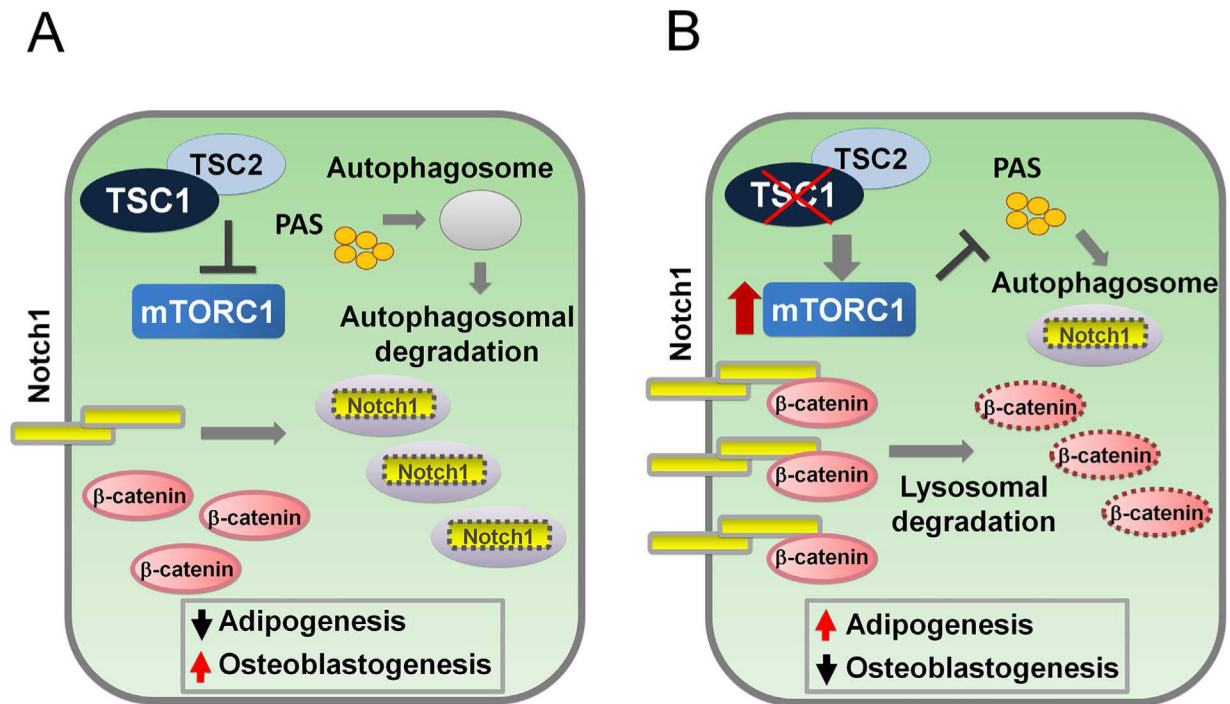 A
TSC2
TSC1
Autophagosome
PAS
mTORC1
Autophagosomal
degradation
Notch1
Notch1
Notch1
Notch1
β-catenin
β-catenin
β-catenin
Adipogenesis
Osteoblastogenesis
B
TSC2
TSC1
PAS
mTORC1
Autophagosome
Notch1
Notch1
β-catenin
β-catenin
β-catenin
Lysosomal
degradation
β-catenin
β-catenin
β-catenin
Adipogenesis
Osteoblastogenesis